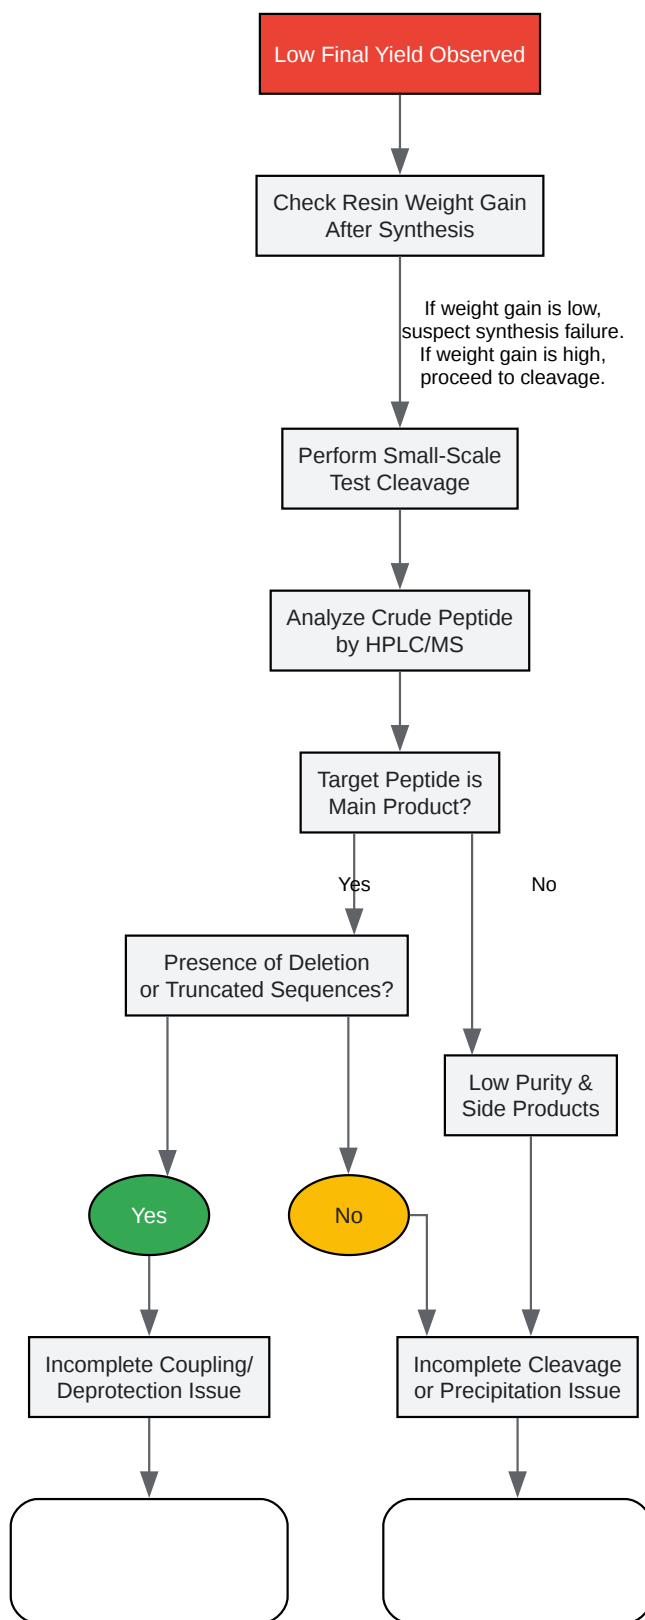 Low Final Yield Observed
Check Resin Weight Gain
After Synthesis
If weight gain is low,
suspect synthesis failure.
If weight gain is high,
proceed to cleavage.
Perform Small-Scale
Test Cleavage
Analyze Crude Peptide
by HPLC/MS
Target Peptide is
Main Product?
Yes
No
Presence of Deletion
or Truncated Sequences?
Low Purity &
Side Products
Yes
No
Incomplete Coupling/
Deprotection Issue
Incomplete Cleavage
or Precipitation Issue